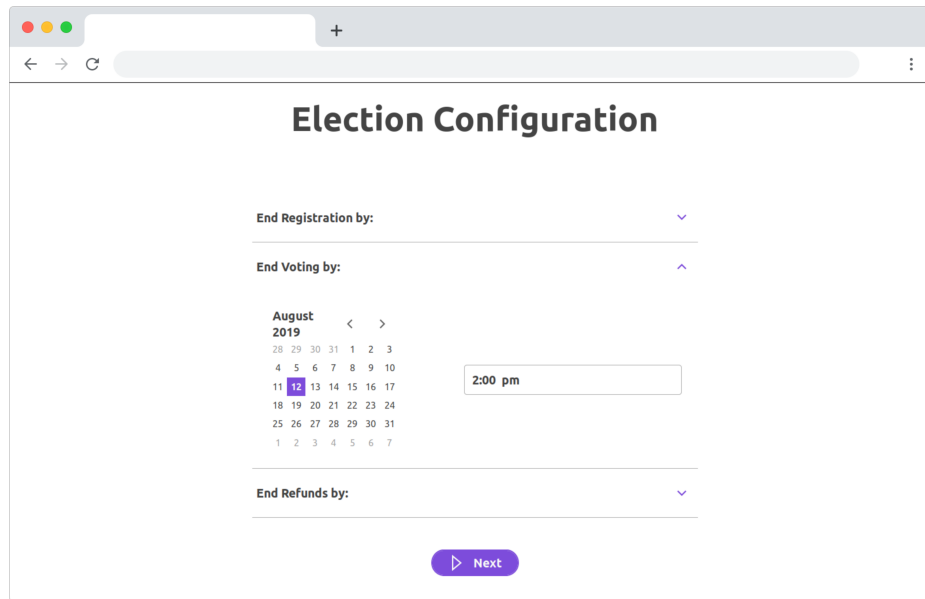 Election Configuration
End Registration by:
End Voting by:
August
2019
28 29 30 31 1 2 3
4 5 6 7 8 9 10
11 12 13 14 15 16 17
18 19 20 21 22 23 24
25 26 27 28 29 30 31
1 2 3 4 5 6 7
2:00 pm
End Refunds by:
Next